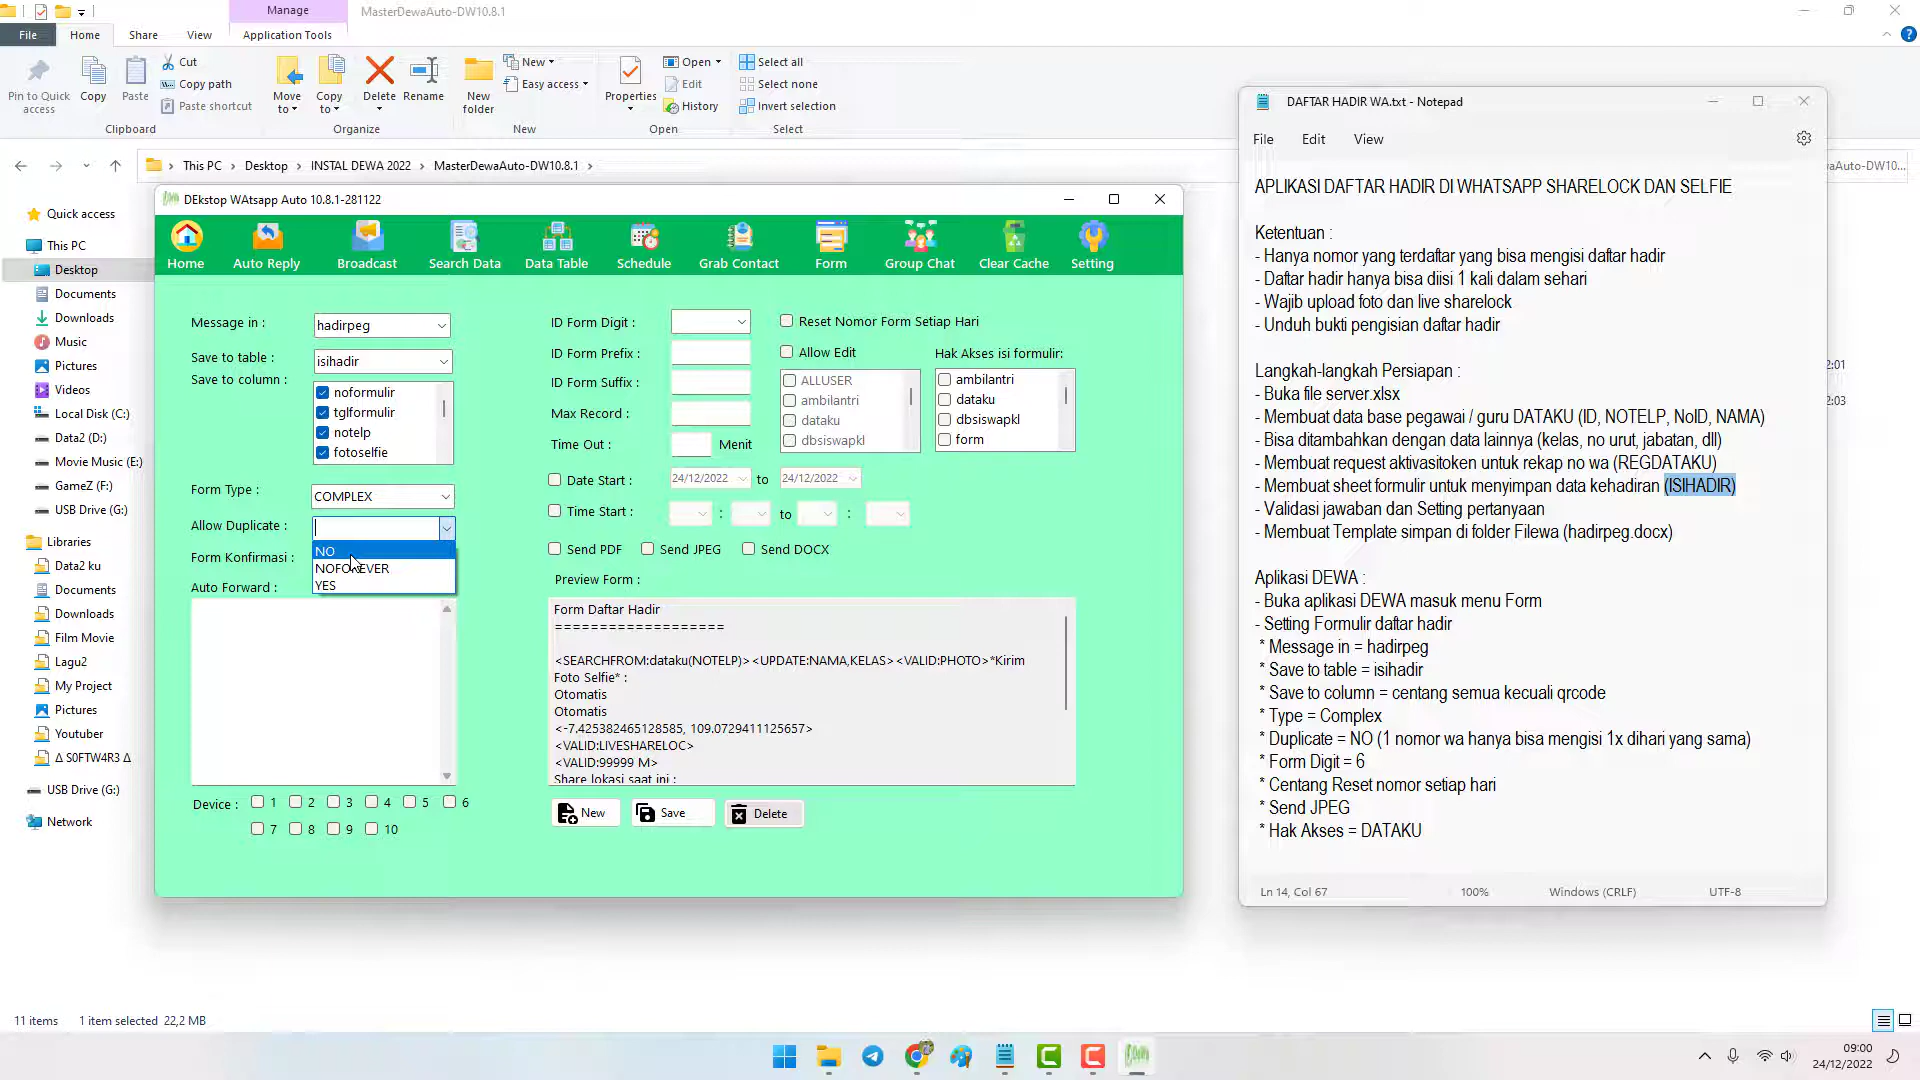 Manage
MasterDewaAuto-DW10.8.1
File
Home
Share
View
Application Tools
Pin to Quick access
Copy
Paste
Cut
Copy path
Paste shortcut
Clipboard
Move to
Copy to
Delete
Rename
Organize
New folder
New
Easy access
New
Properties
Open
Edit
History
Open
Select all
Select none
Invert selection
Select
This PC
Desktop
INSTAL DEWA 2022
MasterDewaAuto-DW10.8.1
aAuto-DW10...
Quick access
This PC
Desktop
Documents
Downloads
Music
Pictures
Videos
Local Disk (C:)
Data2 (D:)
Movie Music (E:)
GameZ (F:)
USB Drive (G:)
Libraries
Data2 ku
Documents
Downloads
Film Movie
Lagu2
My Project
Pictures
Youtuber
Δ S0FTW4R3 Δ
USB Drive (G:)
Network
11 items
1 item selected 22,2 MB
DEkstop WAtsapp Auto 10.8.1-281122
Home
Auto Reply
Broadcast
Search Data
Data Table
Schedule
Grab Contact
Form
Group Chat
Clear Cache
Setting
Message in :
hadirpeg
Save to table :
isihadir
Save to column :
noformulir
tglformulir
notelp
fotoselfie
Form Type :
COMPLEX
Allow Duplicate :
NO
NOFOREVER
YES
Form Konfirmasi :
Auto Forward :
Device :
1
2
3
4
5
6
7
8
9
10
ID Form Digit :
Reset Nomor Form Setiap Hari
ID Form Prefix :
Allow Edit
Hak Akses isi formulir:
ID Form Suffix :
ALLUSER
ambilantri
dataku
dbsiswapkl
ambilantri
dataku
dbsiswapkl
form
Max Record :
Time Out :
Menit
Date Start :
24/12/2022
to
24/12/2022
Time Start :
:
to
:
Send PDF
Send JPEG
Send DOCX
Preview Form :
Form Daftar Hadir
===================
<SEARCHFROM:dataku(NOTELP)><UPDATE:NAMA,KELAS><VALID:PHOTO>*Kirim
Foto Selfie* :
Otomatis
Otomatis
<-7.425382465128585, 109.0729411125657>
<VALID:LIVESHARELOC>
<VALID:99999 M>
Share lokasi saat ini :
New
Save
Delete
DAFTAR HADIR WA.txt - Notepad
File
Edit
View
APLIKASI DAFTAR HADIR DI WHATSAPP SHARELOCK DAN SELFIE
Ketentuan :
- Hanya nomor yang terdaftar yang bisa mengisi daftar hadir
- Daftar hadir hanya bisa diisi 1 kali dalam sehari
- Wajib upload foto dan live sharelock
- Unduh bukti pengisian daftar hadir
Langkah-langkah Persiapan :
- Buka file server.xlsx
- Membuat data base pegawai / guru DATAKU (ID, NOTELP, NoID, NAMA)
- Bisa ditambahkan dengan data lainnya (kelas, no urut, jabatan, dll)
- Membuat request aktivasitoken untuk rekap no wa (REGDATAKU)
- Membuat sheet formulir untuk menyimpan data kehadiran (ISIHADIR)
- Validasi jawaban dan Setting pertanyaan
- Membuat Template simpan di folder Filewa (hadirpeg.docx)
Aplikasi DEWA :
- Buka aplikasi DEWA masuk menu Form
- Setting Formulir daftar hadir
* Message in = hadirpeg
* Save to table = isihadir
* Save to column = centang semua kecuali qrcode
* Type = Complex
* Duplicate = NO (1 nomor wa hanya bisa mengisi 1x dihari yang sama)
* Form Digit = 6
* Centang Reset nomor setiap hari
* Send JPEG
* Hak Akses = DATAKU
Ln 14, Col 67
100%
Windows (CRLF)
UTF-8
2:01
2:03
09:00
24/12/2022